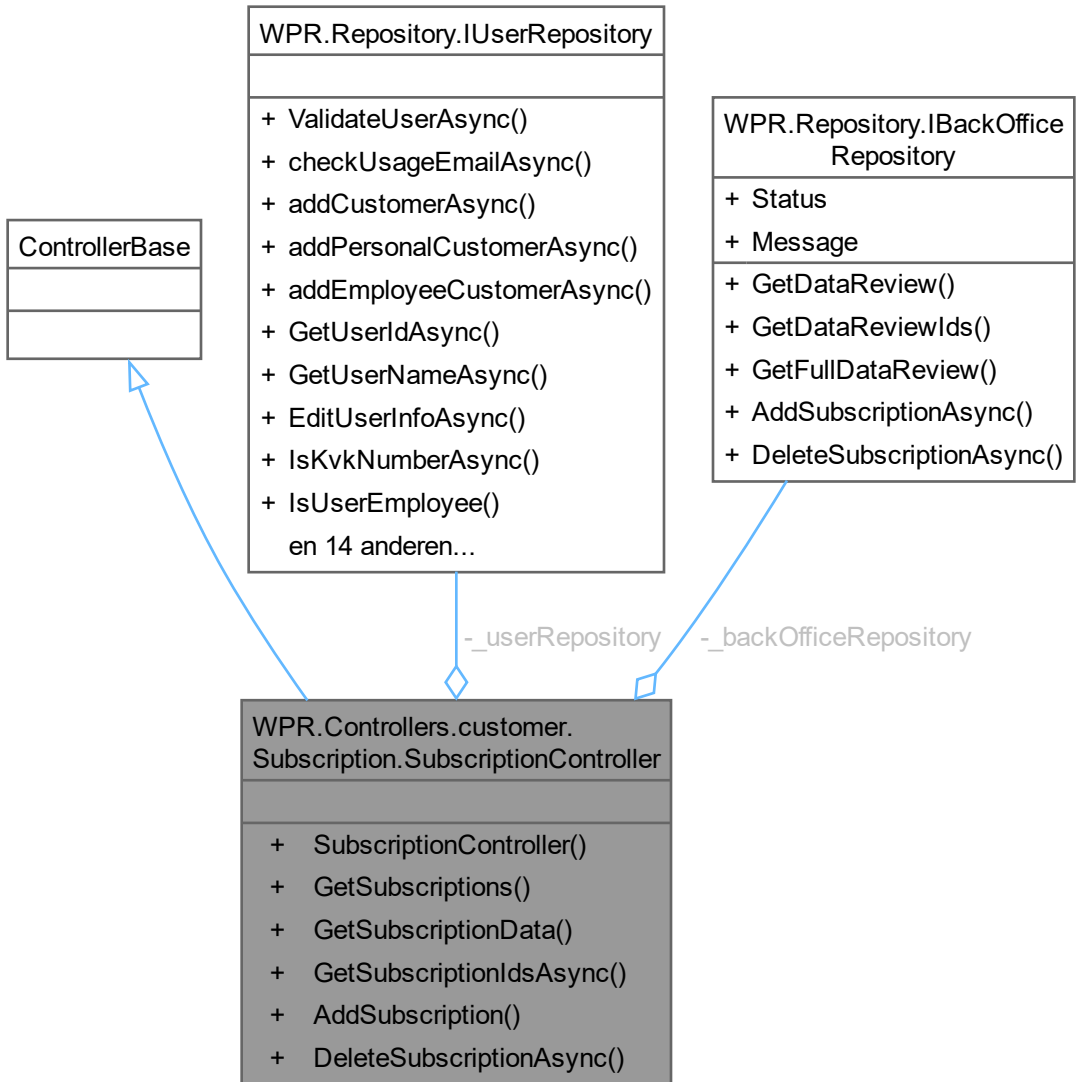 WPR.Repository.IUserRepository
+ ValidateUserAsync()
+ checkUsageEmailAsync()
+ addCustomerAsync()
+ addPersonalCustomerAsync()
+ addEmployeeCustomerAsync()
+ GetUserIdAsync()
+ GetUserNameAsync()
+ EditUserInfoAsync()
+ IsKvkNumberAsync()
+ IsUserEmployee()
en 14 anderen...
WPR.Repository.IBackOffice
Repository
+ Status
+ Message
+ GetDataReview()
+ GetDataReviewIds()
+ GetFullDataReview()
+ AddSubscriptionAsync()
+ DeleteSubscriptionAsync()
ControllerBase
-_userRepository
-_backOfficeRepository
WPR.Controllers.customer.
Subscription.SubscriptionController
+ SubscriptionController()
+ GetSubscriptions()
+ GetSubscriptionData()
+ GetSubscriptionIdsAsync()
+ AddSubscription()
+ DeleteSubscriptionAsync()